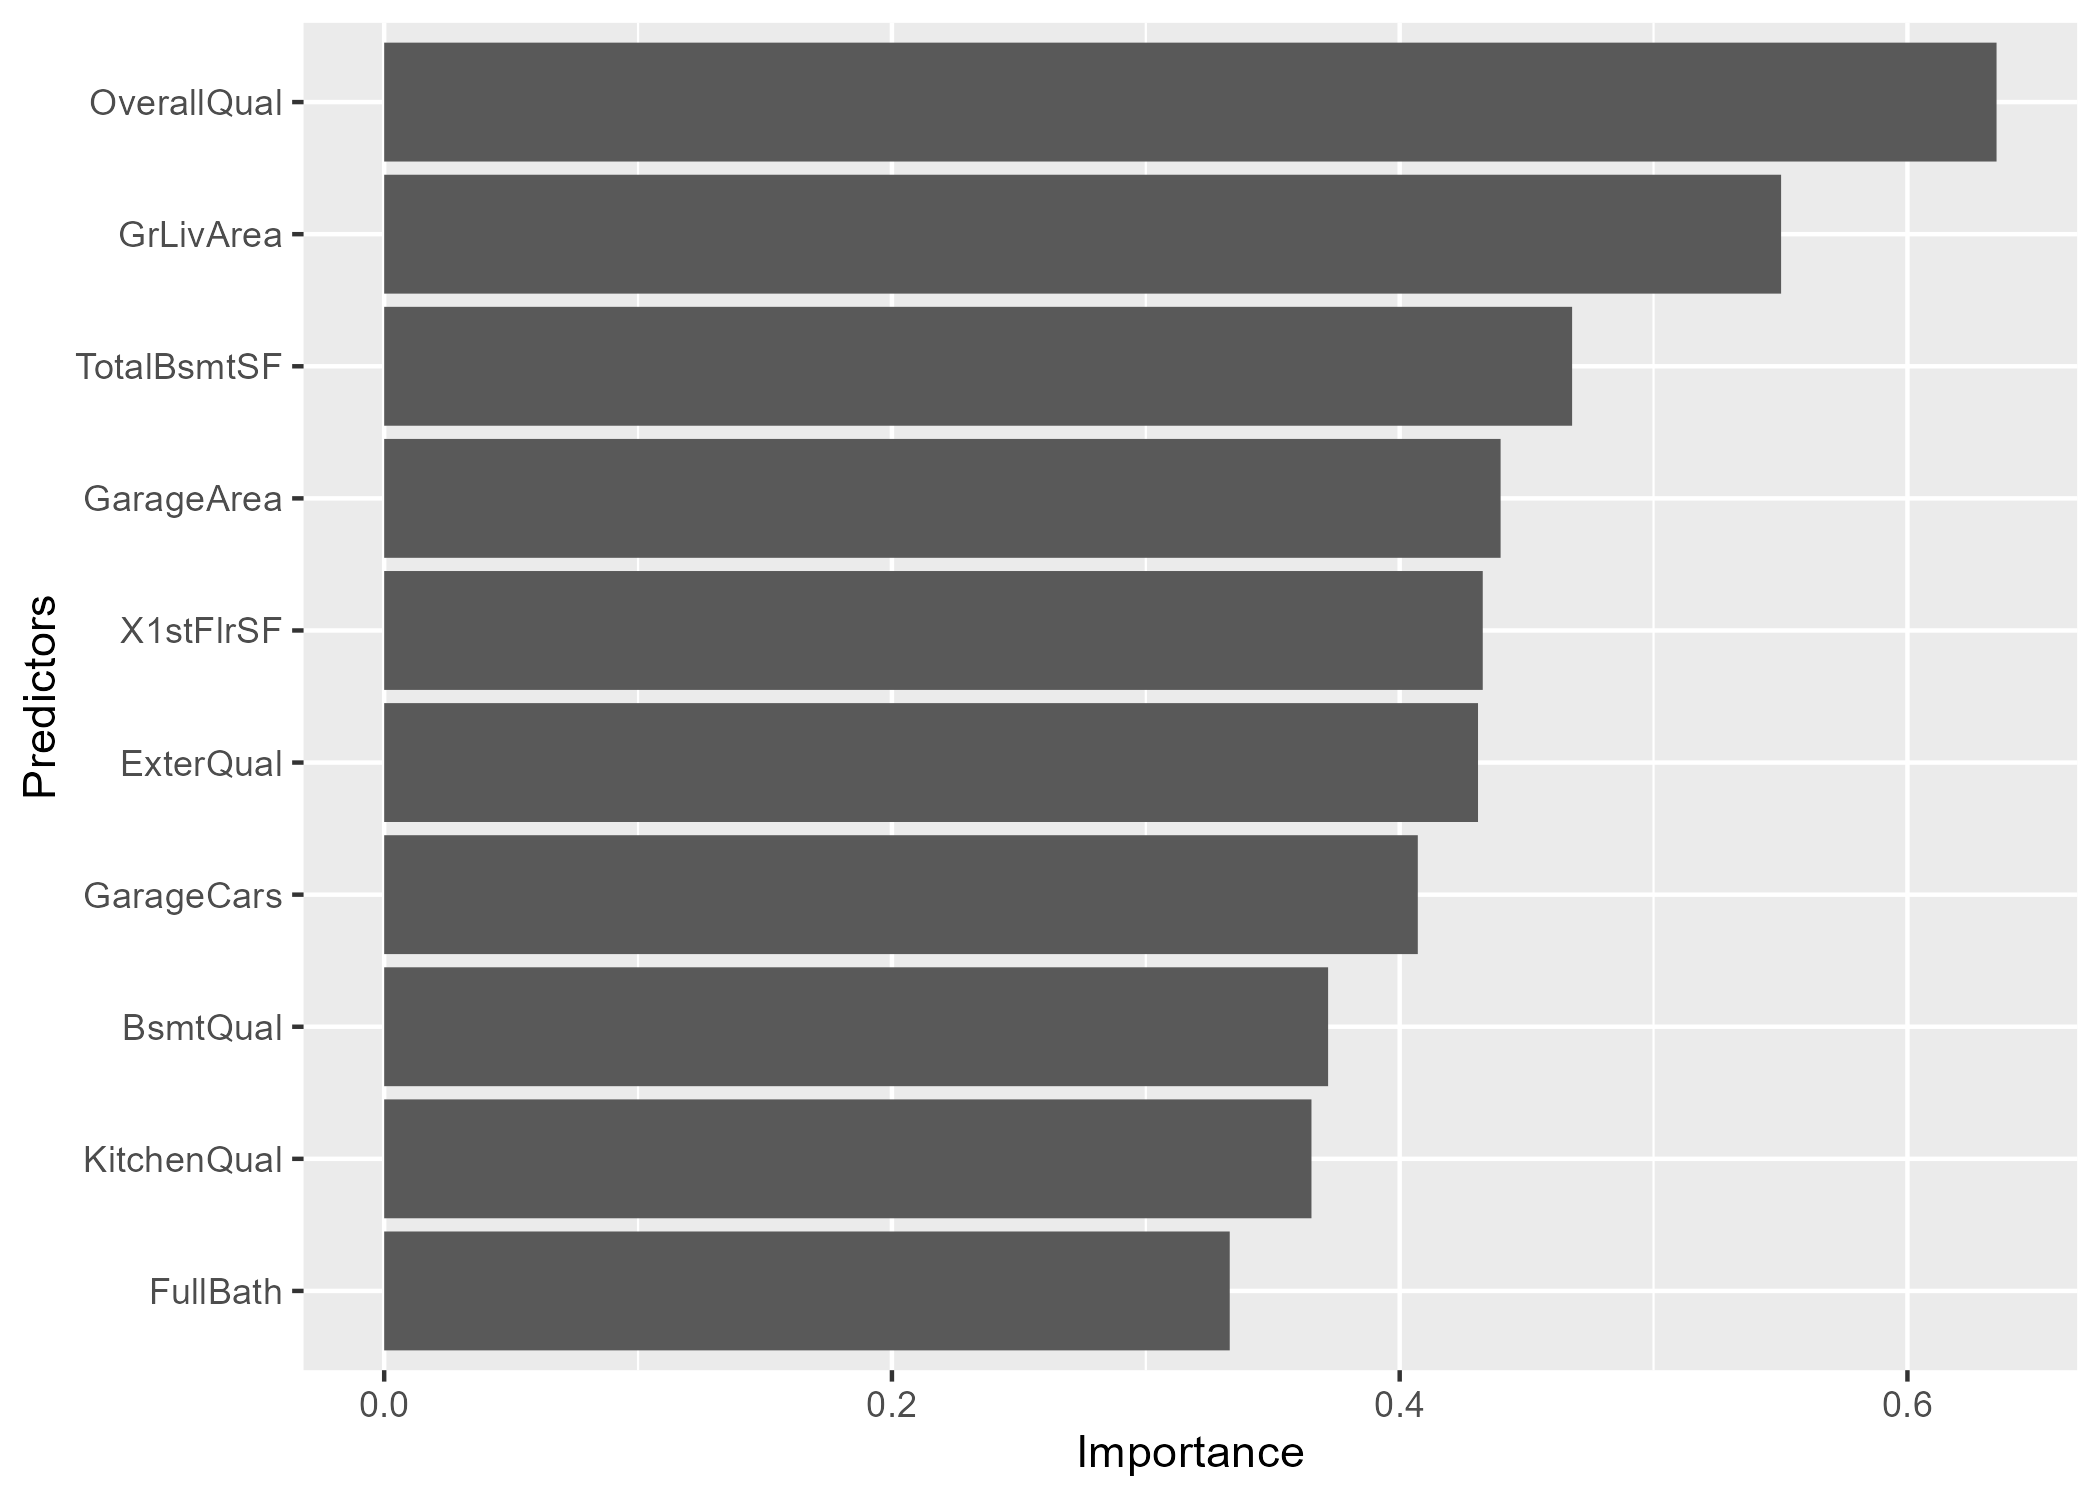 OverallQual
GrLivArea
TotalBsmtSF
GarageArea
X1stFlrSF
ExterQual
GarageCars
BsmtQual
KitchenQual
FullBath
Predictors
0.0 0.2 0.4 0.6
Importance